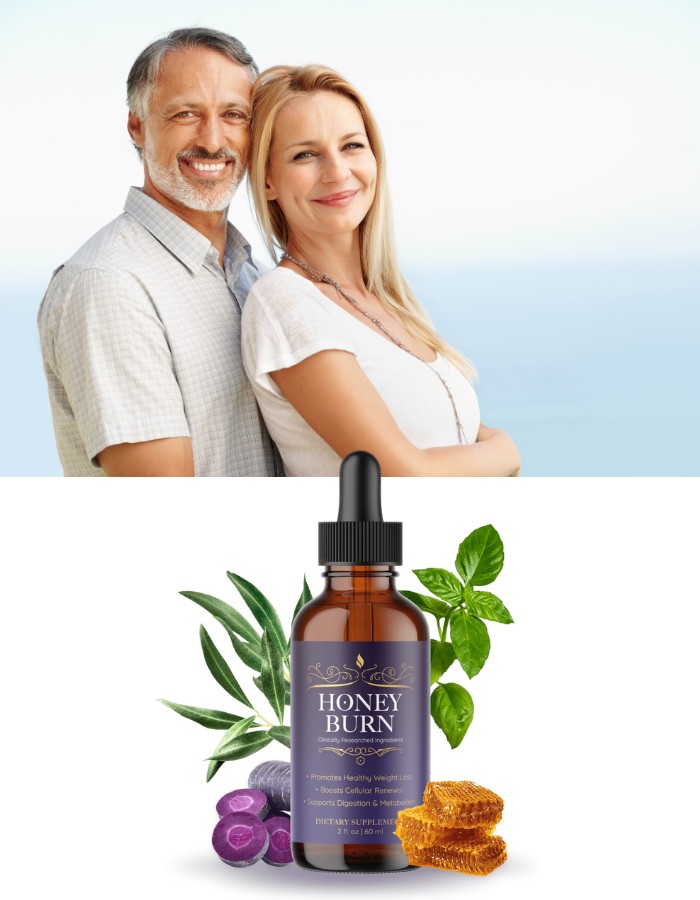 HONEY
BURN
Clinically Researched Ingredients
• Promotes Healthy Weight Loss
• Boosts Cellular Renewal
• Supports Digestion & Metabolism
DIETARY SUPPLEMENT
2 fl. oz | 60 ml